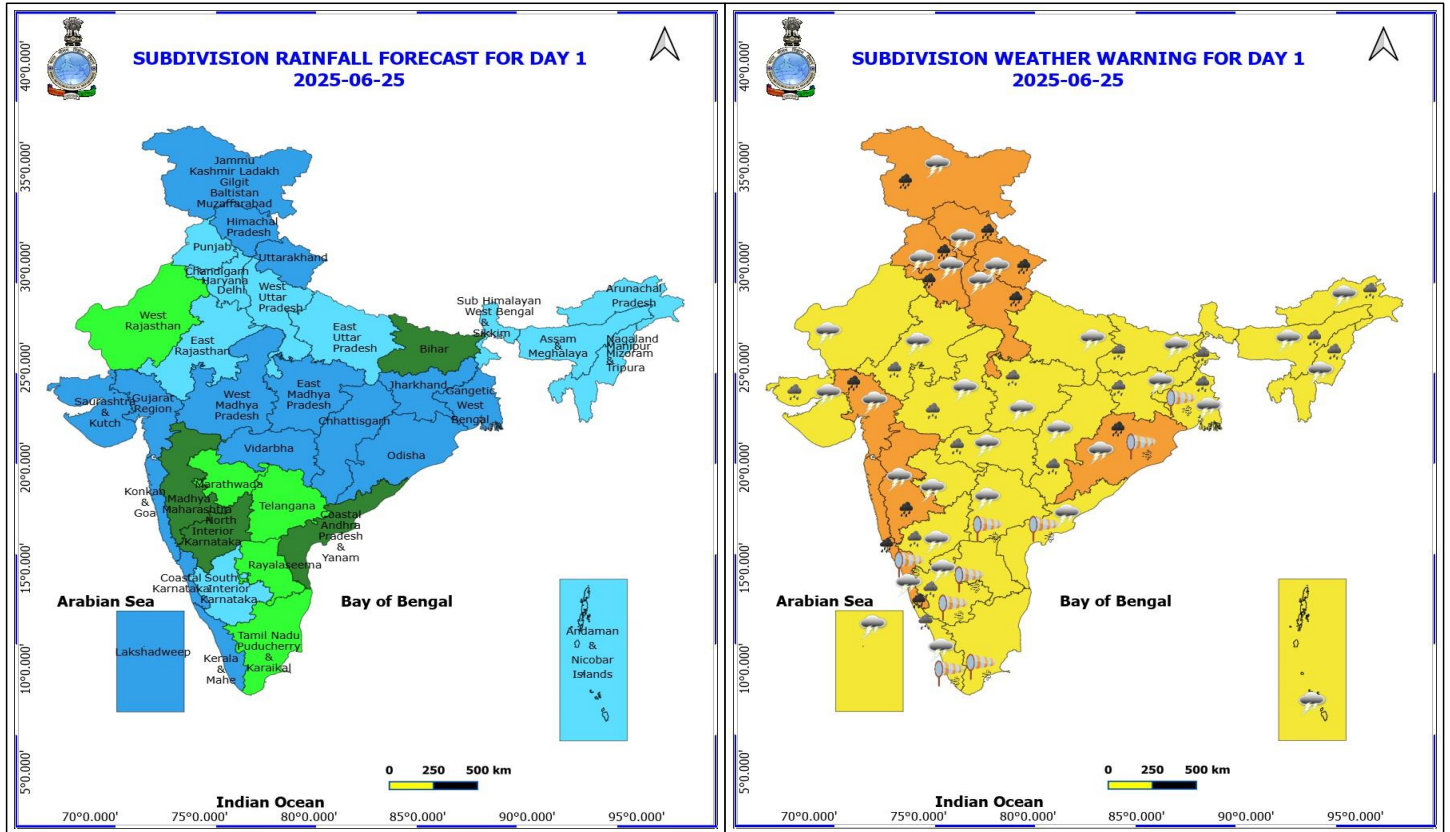 SUBDIVISION RAINFALL FORECAST FOR DAY 1
2025-06-25
40°0.000'
35°0.000'
30°0.000'
25°0.000'
20°0.000'
15°0.000'
10°0.000'
5°0.000'
Jammu
Kashmir Ladakh
Gilgit
Baltistan
Muzaffarabad
Himachal
Pradesh
Punjab
Uttarakhand
Chandigarh
Haryana
Delhi
West
Uttar
Pradesh
West
Rajasthan
East
Rajasthan
East
Uttar
Pradesh
Bihar
Sub Himalayan
West Bengal
&
Sikkim
Arunachal
Pradesh
Assam
&
Meghalaya
Nagaland
Manipur
Mizoram
&
Tripura
Saurashtra
&
Kutch
Gujarat
Region
West
Madhya
Pradesh
East
Madhya
Pradesh
Jharkhand
Gangetic
West
Bengal
Chhattisgarh
Vidarbha
Odisha
Konkan
&
Goa
Madhya
Maharashtra
Marathwada
Telangana
North
Interior
Karnataka
Coastal
Andhra
Pradesh
&
Yanam
Rayalaseema
Coastal
Karnataka
South
Interior
Karnataka
Tamil Nadu
Puducherry
&
Karaikal
Kerala
&
Mahe
Lakshadweep
Andaman
&
Nicobar
Islands
Arabian Sea
Bay of Bengal
Indian Ocean
0 250 500 km
70°0.000' 75°0.000' 80°0.000' 85°0.000' 90°0.000' 95°0.000'
SUBDIVISION WEATHER WARNING FOR DAY 1
2025-06-25
40°0.000'
35°0.000'
30°0.000'
25°0.000'
20°0.000'
15°0.000'
10°0.000'
5°0.000'
Arabian Sea
Bay of Bengal
Indian Ocean
0 250 500 km
70°0.000' 75°0.000' 80°0.000' 85°0.000' 90°0.000' 95°0.000'